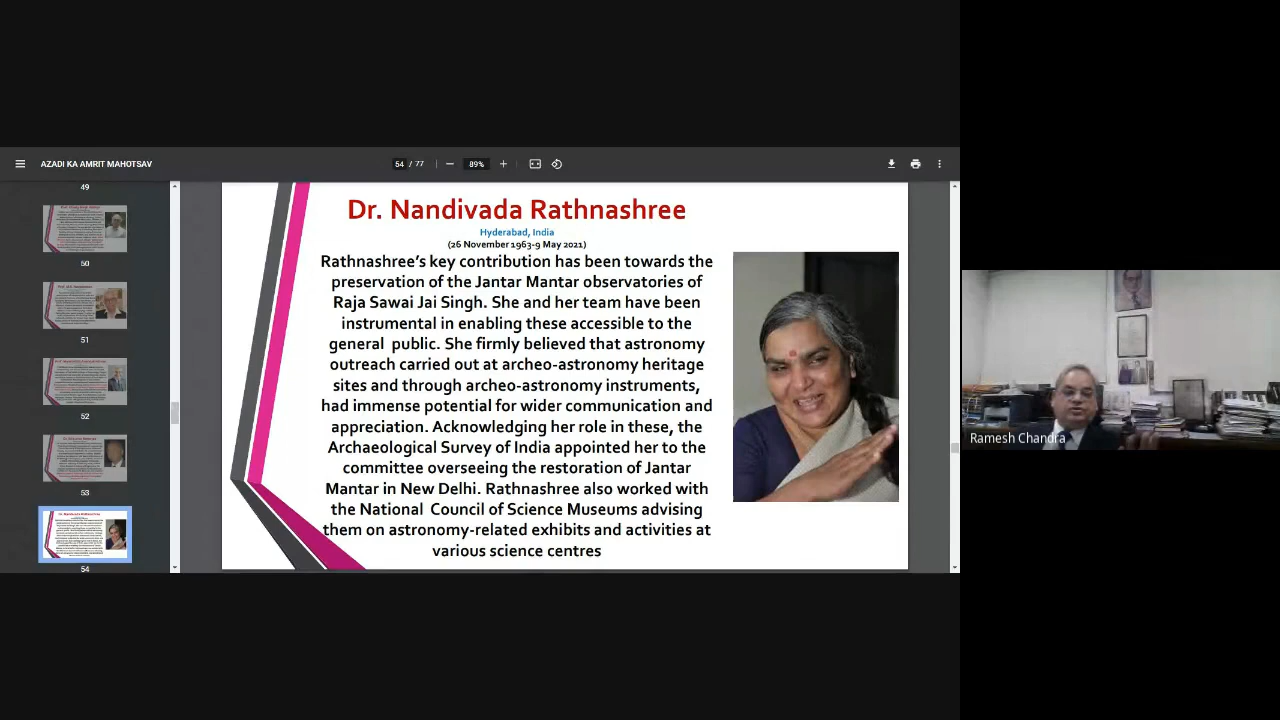 AZADI KA AMRIT MAHOTSAV
54 / 77
89%
49
50
51
52
53
54
Dr. Nandivada Rathnashree
Hyderabad, India
(26 November 1963-9 May 2021)
Rathnashree's key contribution has been towards the
preservation of the Jantar Mantar observatories of
Raja Sawai Jai Singh. She and her team have been
instrumental in enabling these accessible to the
general public. She firmly believed that astronomy
outreach carried out at archeo-astronomy heritage
sites and through archeo-astronomy instruments,
had immense potential for wider communication and
appreciation. Acknowledging her role in these, the
Archaeological Survey of India appointed her to the
committee overseeing the restoration of Jantar
Mantar in New Delhi. Rathnashree also worked with
the National Council of Science Museums advising
them on astronomy-related exhibits and activities at
various science centres
Ramesh Chandra